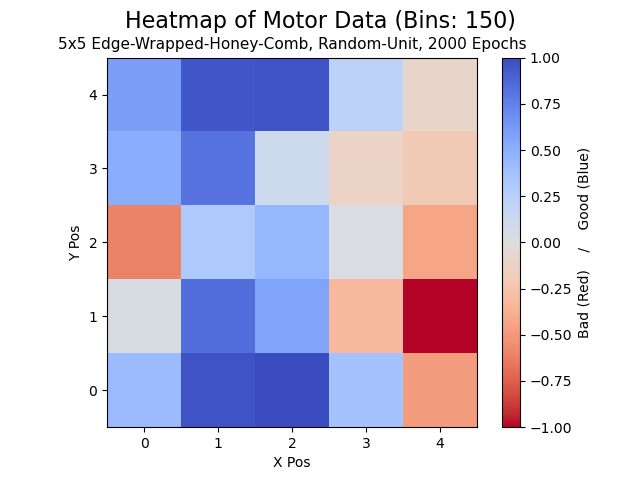 Heatmap of Motor Data (Bins: 150)
5x5 Edge-Wrapped-Honey-Comb, Random-Unit, 2000 Epochs
4
3
2
1
0
Y Pos
0 1 2 3 4
X Pos
1.00
0.75
0.50
0.25
0.00
−0.25
−0.50
−0.75
−1.00
Bad (Red) / Good (Blue)